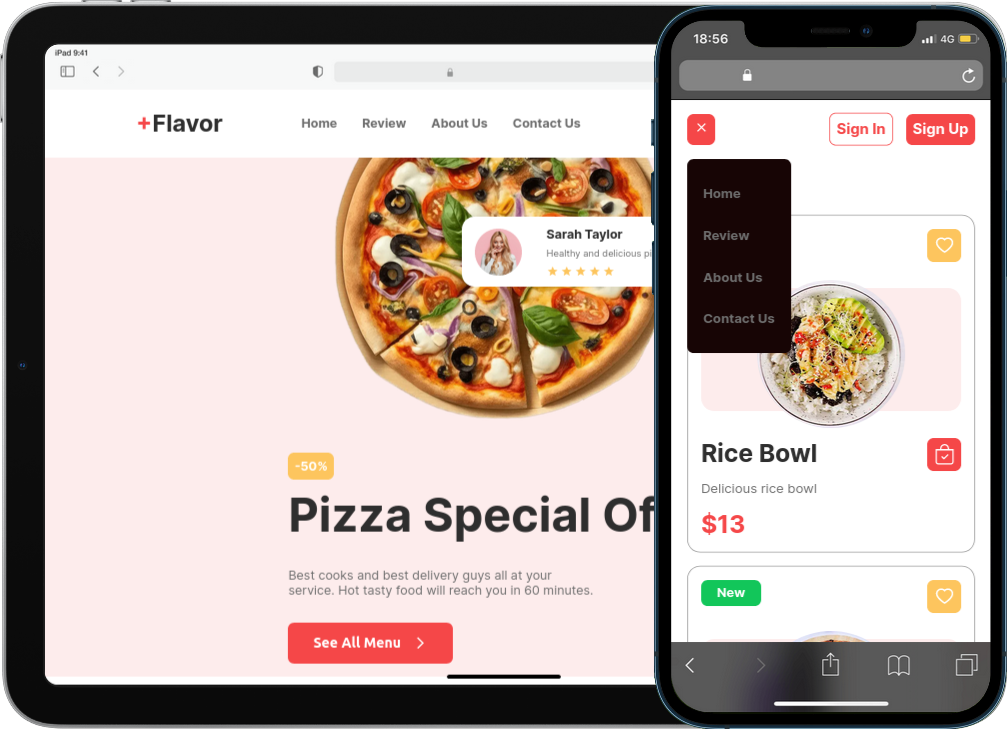 iPad 9:41
+Flavor
Home Review About Us Contact Us
Sarah Taylor
Healthy and delicious pi
-50%
Pizza Special Of
Best cooks and best delivery guys all at your
service. Hot tasty food will reach you in 60 minutes.
See All Menu
18:56
4G
Sign In Sign Up
Home
Review
About Us
Contact Us
Rice Bowl
Delicious rice bowl
$13
New